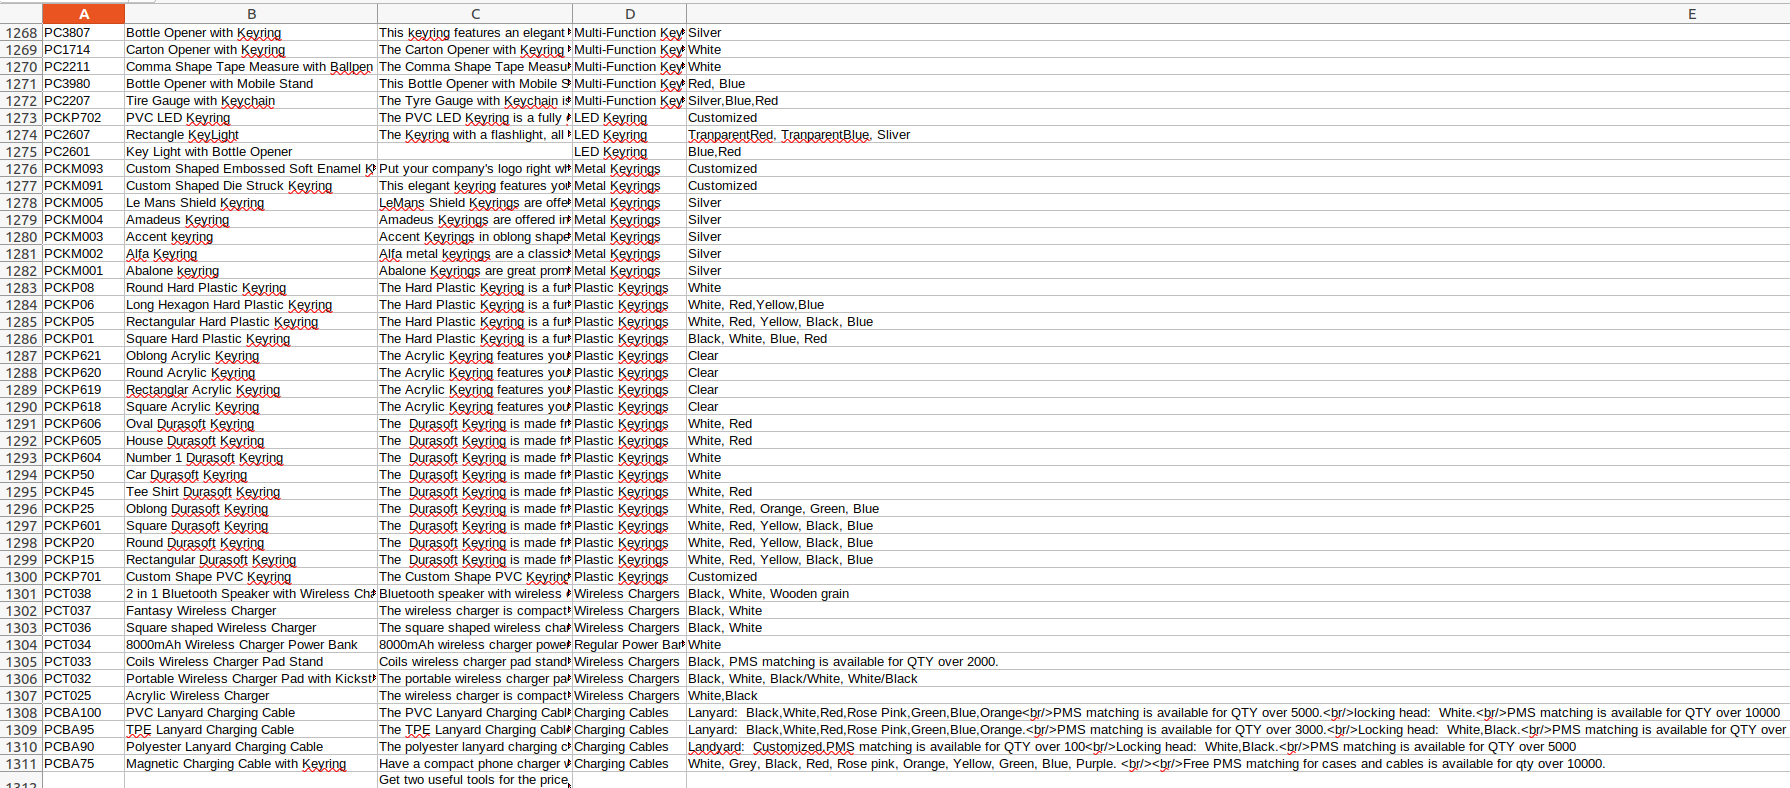 A B C D E
1268 PC3807 Bottle Opener with Keyring This keyring features an elegant Multi-Function Key Silver
1269 PC1714 Carton Opener with Keyring The Carton Opener with Keyring Multi-Function Key White
1270 PC2211 Comma Shape Tape Measure with Ballpen The Comma Shape Tape Measu Multi-Function Key White
1271 PC3980 Bottle Opener with Mobile Stand This Bottle Opener with Mobile S Multi-Function Key Red, Blue
1272 PC2207 Tire Gauge with Keychain The Tyre Gauge with Keychain is Multi-Function Key Silver,Blue,Red
1273 PCKP702 PVC LED Keyring The PVC LED Keyring is a fully LED Keyring Customized
1274 PC2607 Rectangle KeyLight The Keyring with a flashlight, all LED Keyring TranparentRed, TranparentBlue, Sliver
1275 PC2601 Key Light with Bottle Opener LED Keyring Blue,Red
1276 PCKM093 Custom Shaped Embossed Soft Enamel K Put your company's logo right wh Metal Keyrings Customized
1277 PCKM091 Custom Shaped Die Struck Keyring This elegant keyring features you Metal Keyrings Customized
1278 PCKM005 Le Mans Shield Keyring LeMans Shield Keyrings are offe Metal Keyrings Silver
1279 PCKM004 Amadeus Keyring Amadeus Keyrings are offered in Metal Keyrings Silver
1280 PCKM003 Accent keyring Accent Keyrings in oblong shape Metal Keyrings Silver
1281 PCKM002 Alfa Keyring Alfa metal keyrings are a classic Metal Keyrings Silver
1282 PCKM001 Abalone keyring Abalone Keyrings are great prom Metal Keyrings Silver
1283 PCKP08 Round Hard Plastic Keyring The Hard Plastic Keyring is a fur Plastic Keyrings White
1284 PCKP06 Long Hexagon Hard Plastic Keyring The Hard Plastic Keyring is a fur Plastic Keyrings White, Red,Yellow,Blue
1285 PCKP05 Rectangular Hard Plastic Keyring The Hard Plastic Keyring is a fur Plastic Keyrings White, Red, Yellow, Black, Blue
1286 PCKP01 Square Hard Plastic Keyring The Hard Plastic Keyring is a fur Plastic Keyrings Black, White, Blue, Red
1287 PCKP621 Oblong Acrylic Keyring The Acrylic Keyring features you Plastic Keyrings Clear
1288 PCKP620 Round Acrylic Keyring The Acrylic Keyring features you Plastic Keyrings Clear
1289 PCKP619 Rectanglar Acrylic Keyring The Acrylic Keyring features you Plastic Keyrings Clear
1290 PCKP618 Square Acrylic Keyring The Acrylic Keyring features you Plastic Keyrings Clear
1291 PCKP606 Oval Durasoft Keyring The Durasoft Keyring is made fr Plastic Keyrings White, Red
1292 PCKP605 House Durasoft Keyring The Durasoft Keyring is made fr Plastic Keyrings White, Red
1293 PCKP604 Number 1 Durasoft Keyring The Durasoft Keyring is made fr Plastic Keyrings White
1294 PCKP50 Car Durasoft Keyring The Durasoft Keyring is made fr Plastic Keyrings White
1295 PCKP45 Tee Shirt Durasoft Keyring The Durasoft Keyring is made fr Plastic Keyrings White, Red
1296 PCKP25 Oblong Durasoft Keyring The Durasoft Keyring is made fr Plastic Keyrings White, Red, Orange, Green, Blue
1297 PCKP601 Square Durasoft Keyring The Durasoft Keyring is made fr Plastic Keyrings White, Red, Yellow, Black, Blue
1298 PCKP20 Round Durasoft Keyring The Durasoft Keyring is made fr Plastic Keyrings White, Red, Yellow, Black, Blue
1299 PCKP15 Rectangular Durasoft Keyring The Durasoft Keyring is made fr Plastic Keyrings White, Red, Yellow, Black, Blue
1300 PCKP701 Custom Shape PVC Keyring The Custom Shape PVC Keyring Plastic Keyrings Customized
1301 PCT038 2 in 1 Bluetooth Speaker with Wireless Cha Bluetooth speaker with wireless Wireless Chargers Black, White, Wooden grain
1302 PCT037 Fantasy Wireless Charger The wireless charger is compact Wireless Chargers Black, White
1303 PCT036 Square shaped Wireless Charger The square shaped wireless cha Wireless Chargers Black, White
1304 PCT034 8000mAh Wireless Charger Power Bank 8000mAh wireless charger power Regular Power Ban White
1305 PCT033 Coils Wireless Charger Pad Stand Coils wireless charger pad stand Wireless Chargers Black, PMS matching is available for QTY over 2000.
1306 PCT032 Portable Wireless Charger Pad with Kickst The portable wireless charger pa Wireless Chargers Black, White, Black/White, White/Black
1307 PCT025 Acrylic Wireless Charger The wireless charger is compact Wireless Chargers White,Black
1308 PCBA100 PVC Lanyard Charging Cable The PVC Lanyard Charging Cabl Charging Cables Lanyard: Black,White,Red,Rose Pink,Green,Blue,Orange<br/>PMS matching is available for QTY over 5000.<br/>locking head: White.<br/>PMS matching is available for QTY over 10000
1309 PCBA95 TPE Lanyard Charging Cable The TPE Lanyard Charging Cabl Charging Cables Lanyard: Black,White,Red,Rose Pink,Green,Blue,Orange.<br/>PMS matching is available for QTY over 3000.<br/>Locking head: White,Black.<br/>PMS matching is available for QTY over
1310 PCBA90 Polyester Lanyard Charging Cable The polyester lanyard charging c Charging Cables Landyard: Customized,PMS matching is available for QTY over 100<br/>Locking head: White,Black.<br/>PMS matching is available for QTY over 5000
1311 PCBA75 Magnetic Charging Cable with Keyring Have a compact phone charger w Charging Cables White, Grey, Black, Red, Rose pink, Orange, Yellow, Green, Blue, Purple. <br/><br/>Free PMS matching for cases and cables is available for qty over 10000.
1312 Get two useful tools for the price